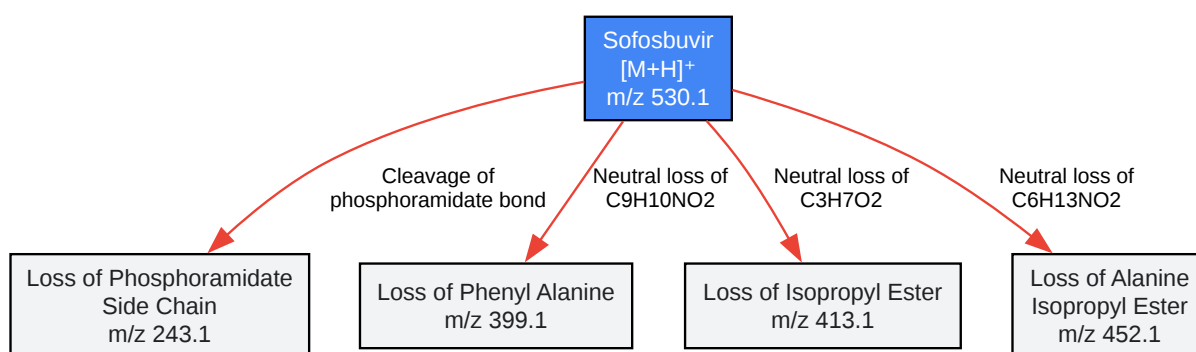 Sofosbuvir
[M+H]⁺
m/z 530.1
Cleavage of
phosphoramidate bond
Neutral loss of
C9H10NO2
Neutral loss of
C3H7O2
Neutral loss of
C6H13NO2
Loss of Phosphoramidate
Side Chain
m/z 243.1
Loss of Phenyl Alanine
m/z 399.1
Loss of Isopropyl Ester
m/z 413.1
Loss of Alanine
Isopropyl Ester
m/z 452.1